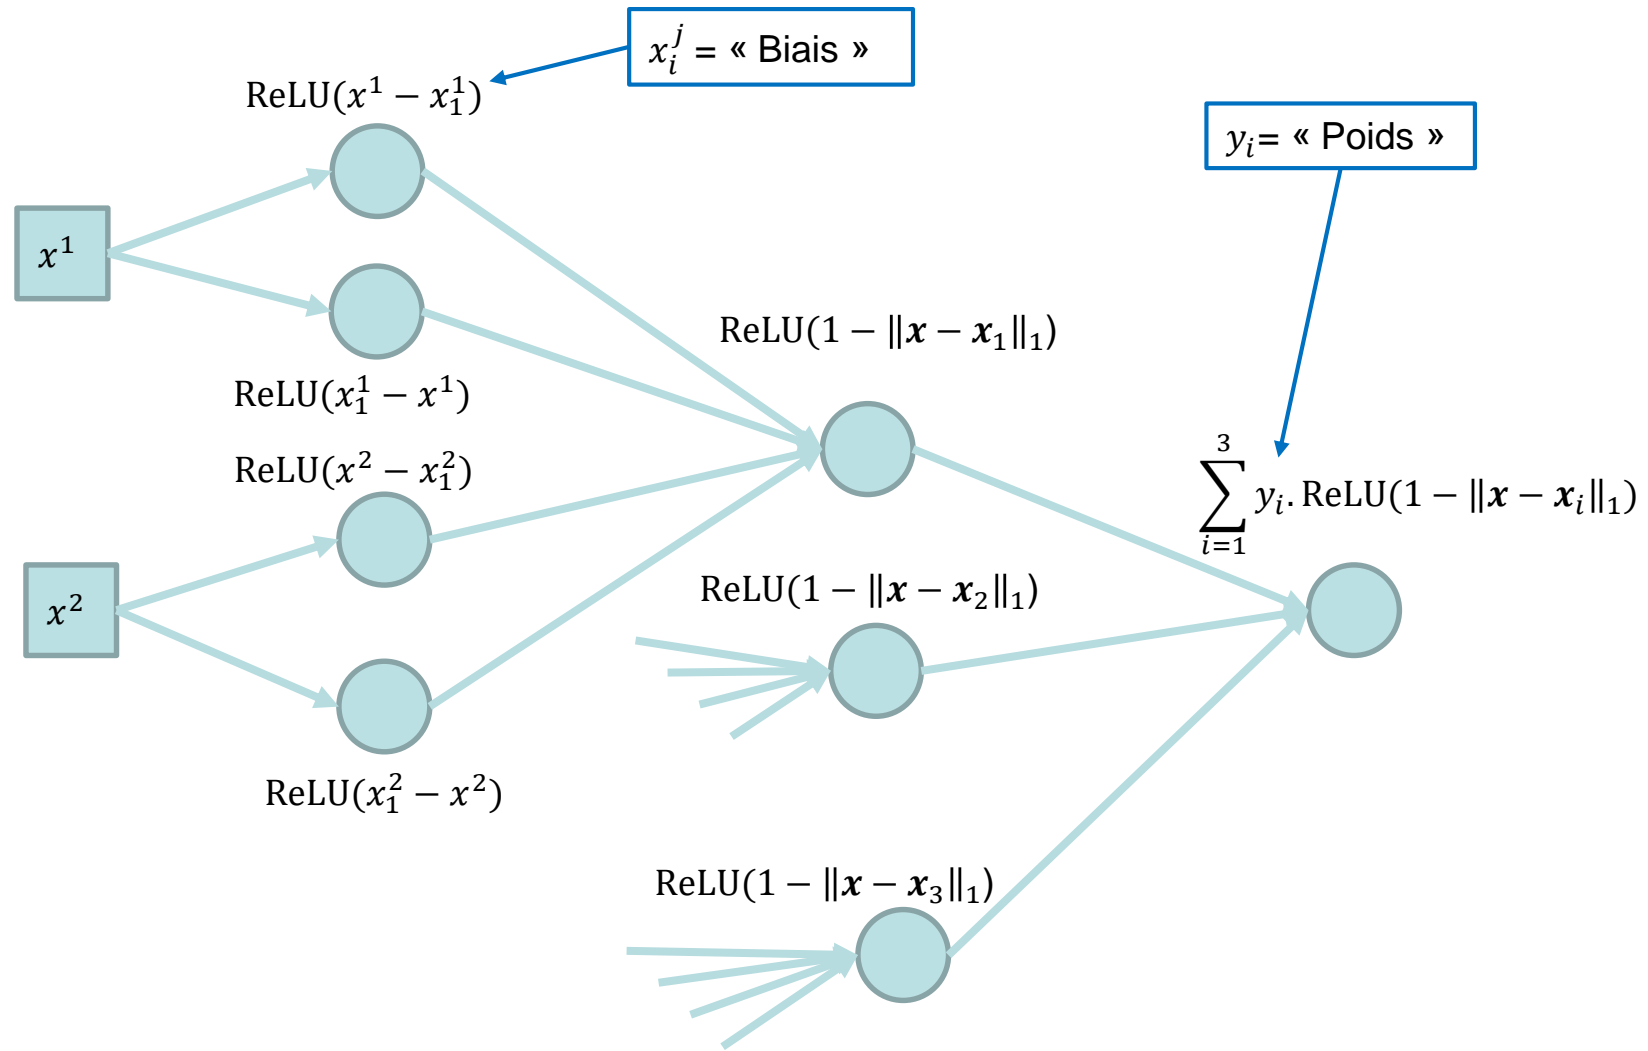 x_i^j = « Biais »
ReLU(x^1 − x_1^1)
y_i= « Poids »
x^1
ReLU(1 − ‖x − x_1‖_1)
ReLU(x_1^1 − x^1)
ReLU(x^2 − x_1^2)
∑_{i=1}^{3} y_i. ReLU(1 − ‖x − x_i‖_1)
ReLU(1 − ‖x − x_2‖_1)
x^2
ReLU(x_1^2 − x^2)
ReLU(1 − ‖x − x_3‖_1)